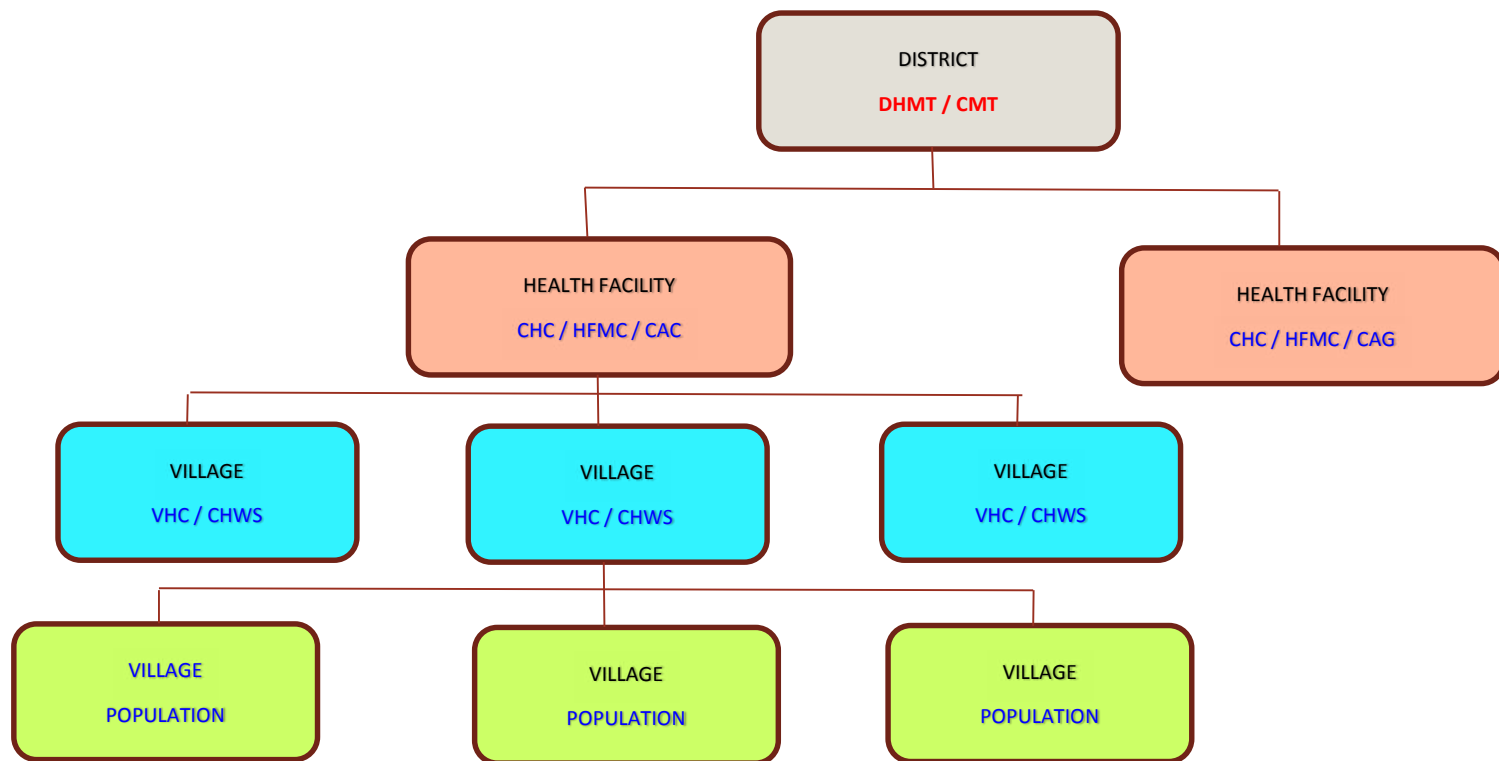 DISTRICT
DHMT / CMT
HEALTH FACILITY
CHC / HFMC / CAC
HEALTH FACILITY
CHC / HFMC / CAG
VILLAGE
VHC / CHWS
VILLAGE
VHC / CHWS
VILLAGE
VHC / CHWS
VILLAGE
POPULATION
VILLAGE
POPULATION
VILLAGE
POPULATION